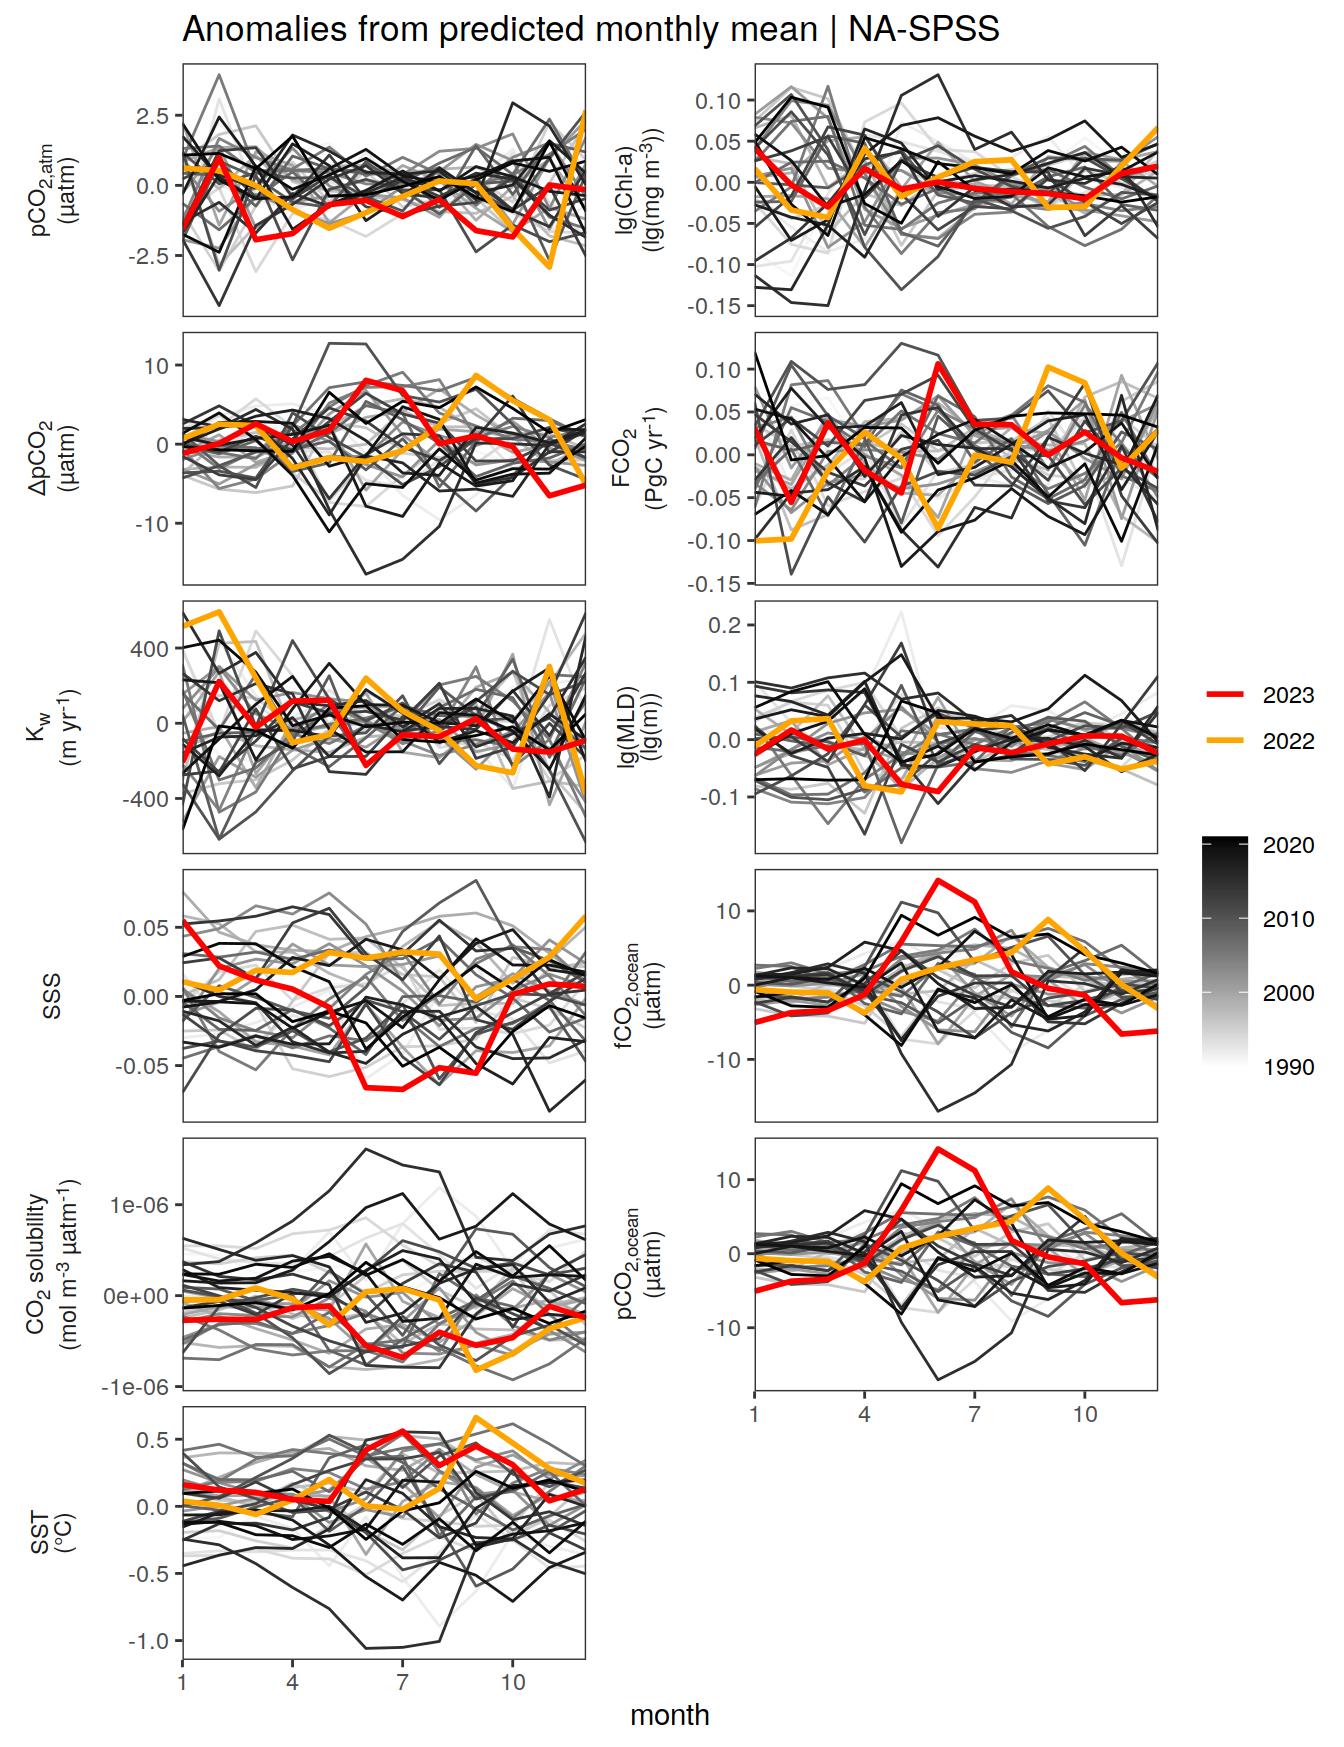 Anomalies from predicted monthly mean | NA-SPSS
pCO2,atm
(µatm)
2.5
0.0
-2.5
lg(Chl-a)
(lg(mg m-3))
0.10
0.05
0.00
-0.05
-0.10
-0.15
ΔpCO2
(µatm)
10
0
-10
FCO2
(PgC yr-1)
0.10
0.05
0.00
-0.05
-0.10
-0.15
Kw
(m yr-1)
400
0
-400
lg(MLD)
(lg(m))
0.2
0.1
0.0
-0.1
SSS
0.05
0.00
-0.05
fCO2,ocean
(µatm)
10
0
-10
CO2 solubility
(mol m-3 µatm-1)
1e-06
0e+00
-1e-06
pCO2,ocean
(µatm)
10
0
-10
1 4 7 10
SST
(°C)
0.5
0.0
-0.5
-1.0
1 4 7 10
month
2023
2022
2020
2010
2000
1990